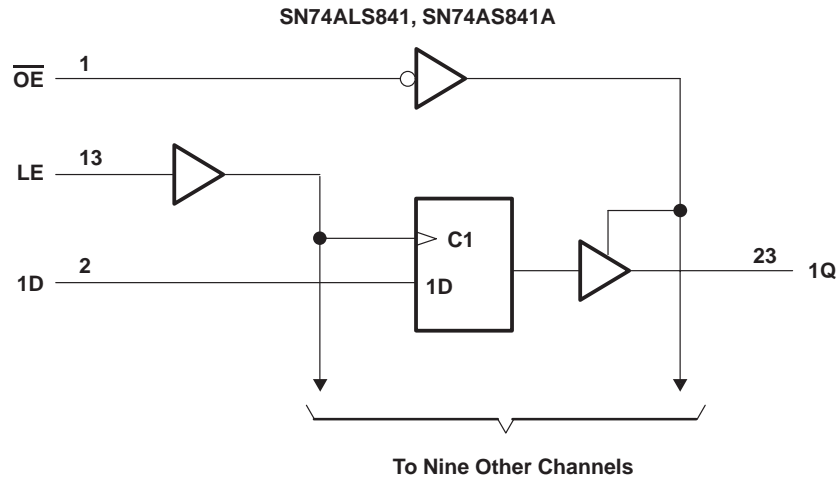 SN74ALS841, SN74AS841A
OE 1
LE 13
C1
1D 2
1D
23 1Q
To Nine Other Channels